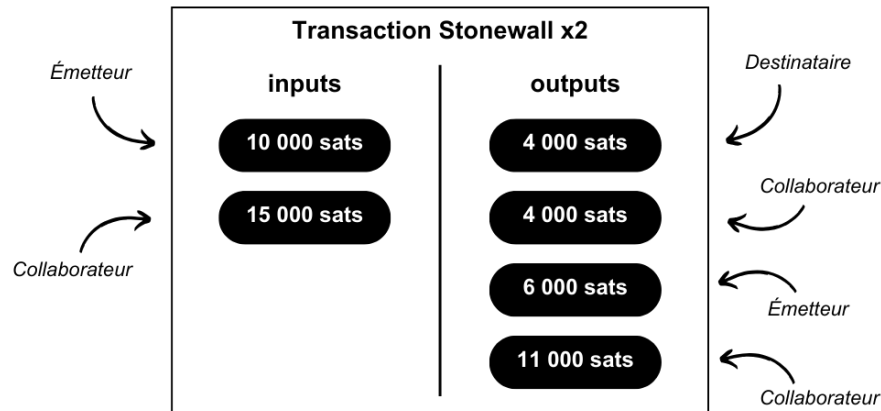 Transaction Stonewall x2
Émetteur
Destinataire
inputs
outputs
10 000 sats
4 000 sats
Collaborateur
15 000 sats
4 000 sats
Collaborateur
6 000 sats
Émetteur
11 000 sats
Collaborateur